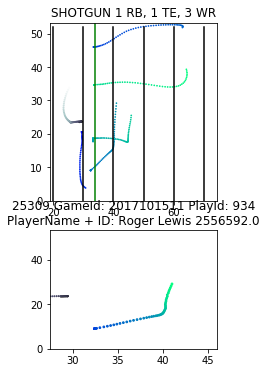 SHOTGUN 1 RB, 1 TE, 3 WR
50
40
30
20
10
0
20 40 60
25309 GameId: 2017101511 PlayId: 934
PlayerName + ID: Roger Lewis 2556592.0
40
20
0
30 35 40 45